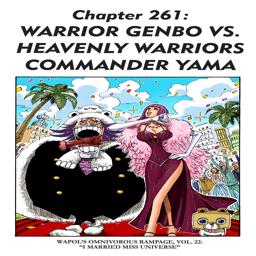 Chapter 261:
WARRIOR GENBO VS.
HEAVENLY WARRIORS
COMMANDER YAMA
WAPOL'S OMNIVOROUS RAMPAGE, VOL. 22:
"I MARRIED MISS UNIVERSE"